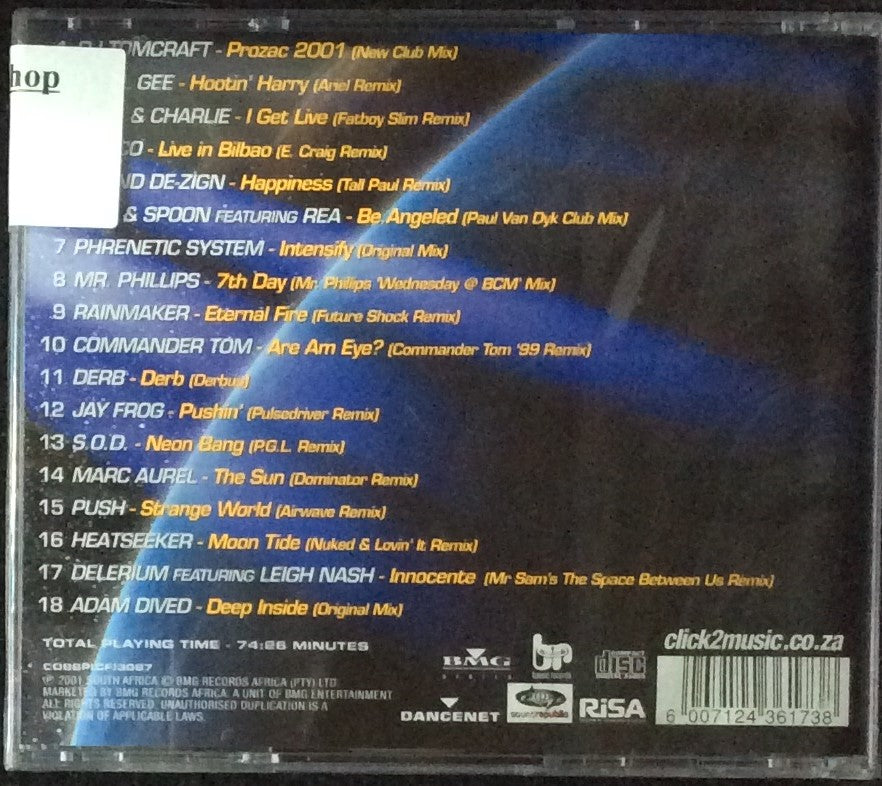 TOMCRAFT - Prozac 2001 (New Club Mix)
hop
GEE - Hootin' Harry (Ariel Remix)
& CHARLIE - I Get Live (Fatboy Slim Remix)
CO - Live in Bilbao (E. Craig Remix)
ND DE-ZIGN - Happiness (Tall Paul Remix)
& SPOON FEATURING REA - Be Angeled (Paul Van Dyk Club Mix)
7 PHRENETIC SYSTEM - Intensify (Original Mix)
8 MR. PHILLIPS - 7th Day (Mr. Philips 'Wednesday @ BCM' Mix)
9 RAINMAKER - Eternal Fire (Future Shock Remix)
10 COMMANDER TOM - Are Am Eye? (Commander Tom '99 Remix)
11 DERB - Derb (Derbus)
12 JAY FROG - Pushin' (Pulsedriver Remix)
13 S.O.D. - Neon Bang (P.G.L. Remix)
14 MARC AUREL - The Sun (Dominator Remix)
15 PUSH - Strange World (Airwave Remix)
16 HEATSEEKER - Moon Tide (Nuked & Lovin' It Remix)
17 DELERIUM FEATURING LEIGH NASH - Innocente (Mr Sam's The Space Between Us Remix)
18 ADAM DIVED - Deep Inside (Original Mix)
TOTAL PLAYING TIME - 74:26 MINUTES
click2music.co.za
BMG
AFRICA
COMPACT
disc
DIGITAL AUDIO
℗ 2001 SOUTH AFRICA © BMG RECORDS AFRICA (PTY) LTD
MARKETED BY BMG RECORDS AFRICA. A UNIT OF BMG ENTERTAINMENT
ALL RIGHTS RESERVED. UNAUTHORISED DUPLICATION IS A
VIOLATION OF APPLICABLE LAWS.
DANCENET
soundrepublic
RiSA
6 007124 361738